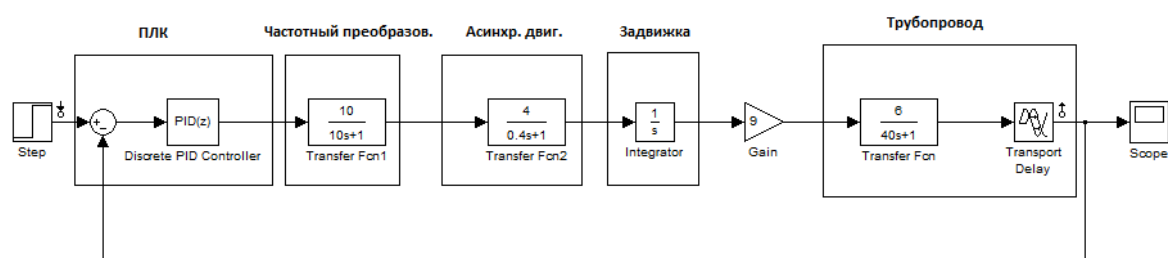 ПЛК
Частотный преобразов.
Асинхр. двиг.
Задвижка
Трубопровод
Step
+
−
PID(z)
Discrete PID Controller
10
10s+1
Transfer Fcn1
4
0.4s+1
Transfer Fcn2
1
s
Integrator
9
Gain
6
40s+1
Transfer Fcn
Transport
Delay
Scope